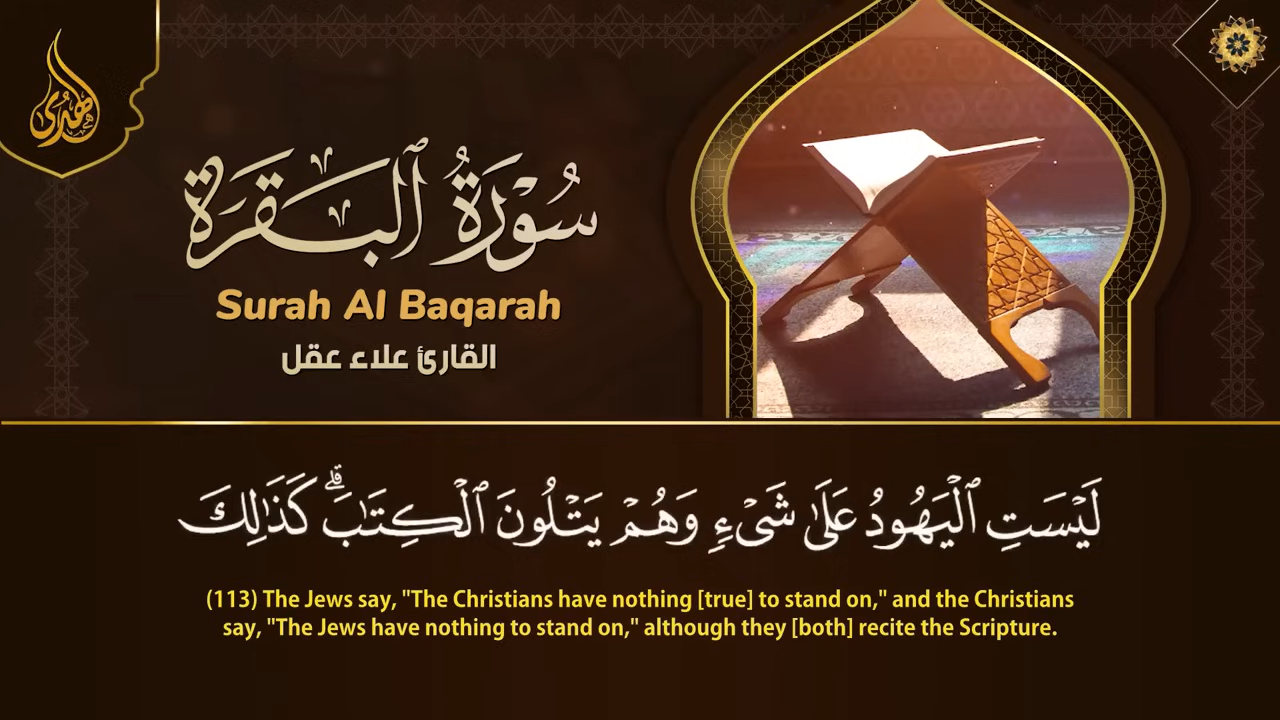 هدى
سُورَةُ ٱلْبَقَرَةِ
Surah Al Baqarah
القارئ علاء عقل
لَيْسَتِ ٱلْيَهُودُ عَلَىٰ شَىْءٍ وَهُمْ يَتْلُونَ ٱلْكِتَـٰبَ ۗ كَذَٰلِكَ
(113) The Jews say, "The Christians have nothing [true] to stand on," and the Christians
say, "The Jews have nothing to stand on," although they [both] recite the Scripture.